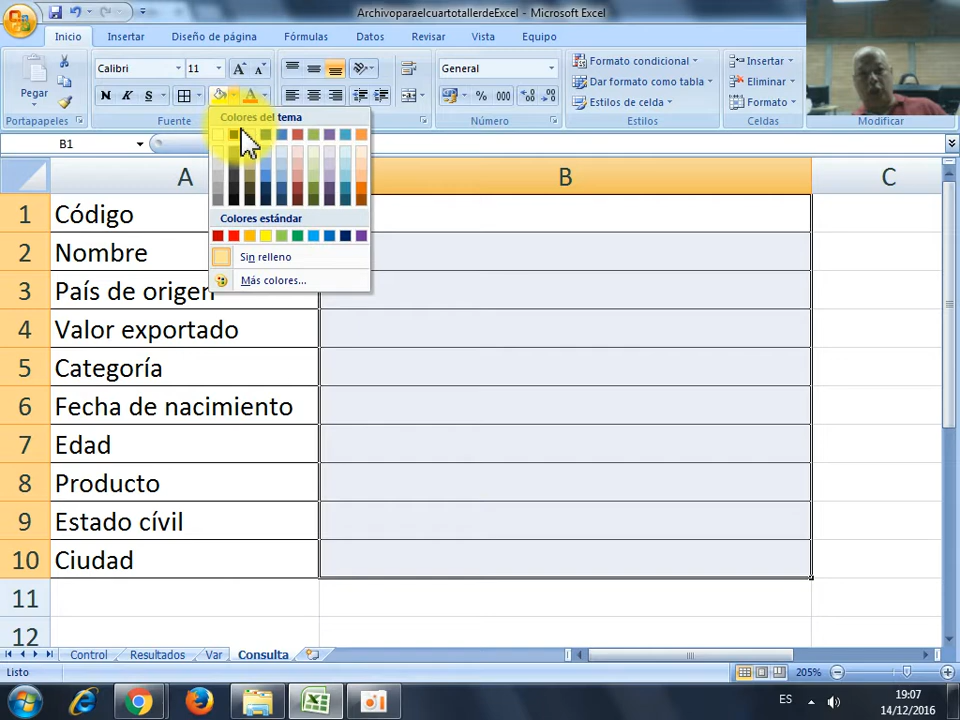 ArchivoparaelcuartotallerdeExcel - Microsoft Excel
Inicio Insertar Diseño de página Fórmulas Datos Revisar Vista Equipo
Pegar
Portapapeles
Calibri 11
N K S
Fuente
General
% 000
Número
Formato condicional
Dar formato como tabla
Estilos de celda
Estilos
Insertar
Eliminar
Formato
Celdas
Modificar
Colores del tema
Colores estándar
Sin relleno
Más colores...
B1
A B C
1 Código
2 Nombre
3 País de origen
4 Valor exportado
5 Categoría
6 Fecha de nacimiento
7 Edad
8 Producto
9 Estado cívil
10 Ciudad
11
12
Control Resultados Var Consulta
Listo
205%
ES
19:07
14/12/2016